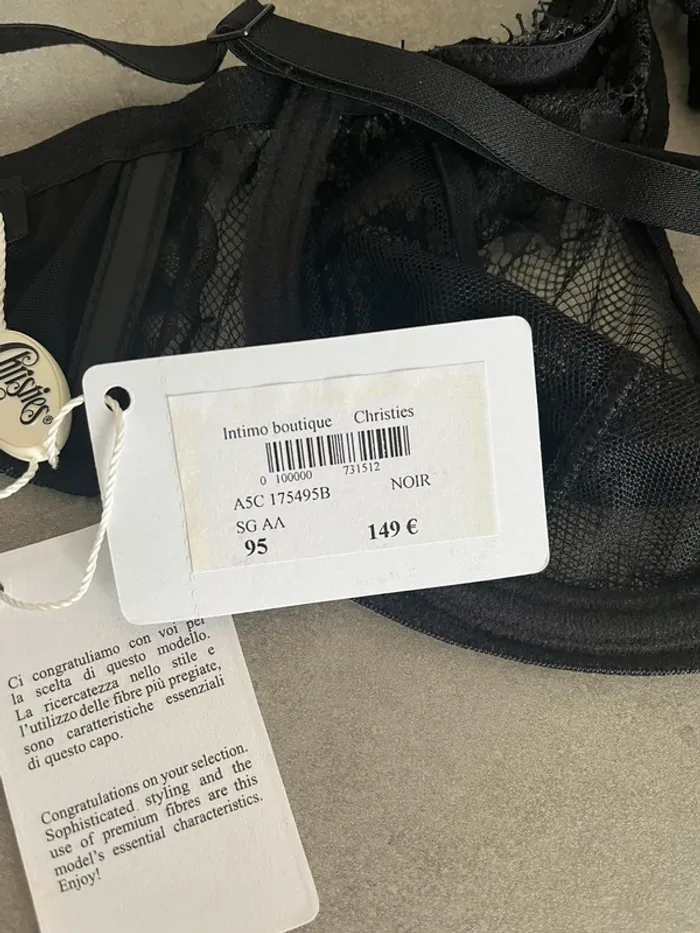 Christies®
Intimo boutique Christies
0 100000 731512
A5C 175495B NOIR
SG AΛ
95 149 €
Ci congratuliamo con voi per
la scelta di questo modello.
La ricercatezza nello stile e
l'utilizzo delle fibre più pregiate,
sono caratteristiche essenziali
di questo capo.
Congratulations on your selection.
Sophisticated styling and the
use of premium fibres are this
model's essential characteristics.
Enjoy!